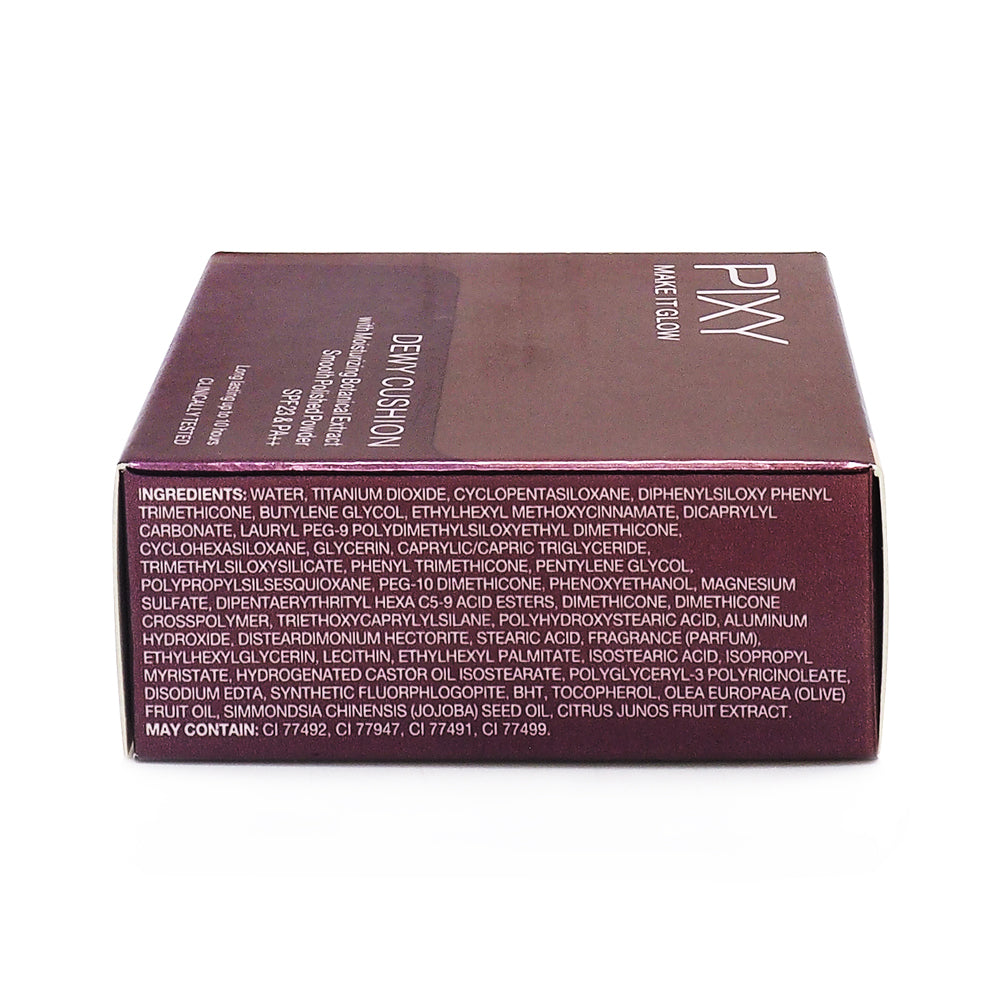 PIXY
MAKE IT GLOW
DEWY CUSHION
with Moisturizing Botanical Extract
Smooth Polished Powder
SPF23 & PA++
Long lasting up to 10 hours
CLINICALLY TESTED
INGREDIENTS: WATER, TITANIUM DIOXIDE, CYCLOPENTASILOXANE, DIPHENYLSILOXY PHENYL
TRIMETHICONE, BUTYLENE GLYCOL, ETHYLHEXYL METHOXYCINNAMATE, DICAPRYLYL
CARBONATE, LAURYL PEG-9 POLYDIMETHYLSILOXYETHYL DIMETHICONE,
CYCLOHEXASILOXANE, GLYCERIN, CAPRYLIC/CAPRIC TRIGLYCERIDE,
TRIMETHYLSILOXYSILICATE, PHENYL TRIMETHICONE, PENTYLENE GLYCOL,
POLYPROPYLSILSESQUIOXANE, PEG-10 DIMETHICONE, PHENOXYETHANOL, MAGNESIUM
SULFATE, DIPENTAERYTHRITYL HEXA C5-9 ACID ESTERS, DIMETHICONE, DIMETHICONE
CROSSPOLYMER, TRIETHOXYCAPRYLYLSILANE, POLYHYDROXYSTEARIC ACID, ALUMINUM
HYDROXIDE, DISTEARDIMONIUM HECTORITE, STEARIC ACID, FRAGRANCE (PARFUM),
ETHYLHEXYLGLYCERIN, LECITHIN, ETHYLHEXYL PALMITATE, ISOSTEARIC ACID, ISOPROPYL
MYRISTATE, HYDROGENATED CASTOR OIL ISOSTEARATE, POLYGLYCERYL-3 POLYRICINOLEATE,
DISODIUM EDTA, SYNTHETIC FLUORPHLOGOPITE, BHT, TOCOPHEROL, OLEA EUROPAEA (OLIVE)
FRUIT OIL, SIMMONDSIA CHINENSIS (JOJOBA) SEED OIL, CITRUS JUNOS FRUIT EXTRACT.
MAY CONTAIN: CI 77492, CI 77947, CI 77491, CI 77499.